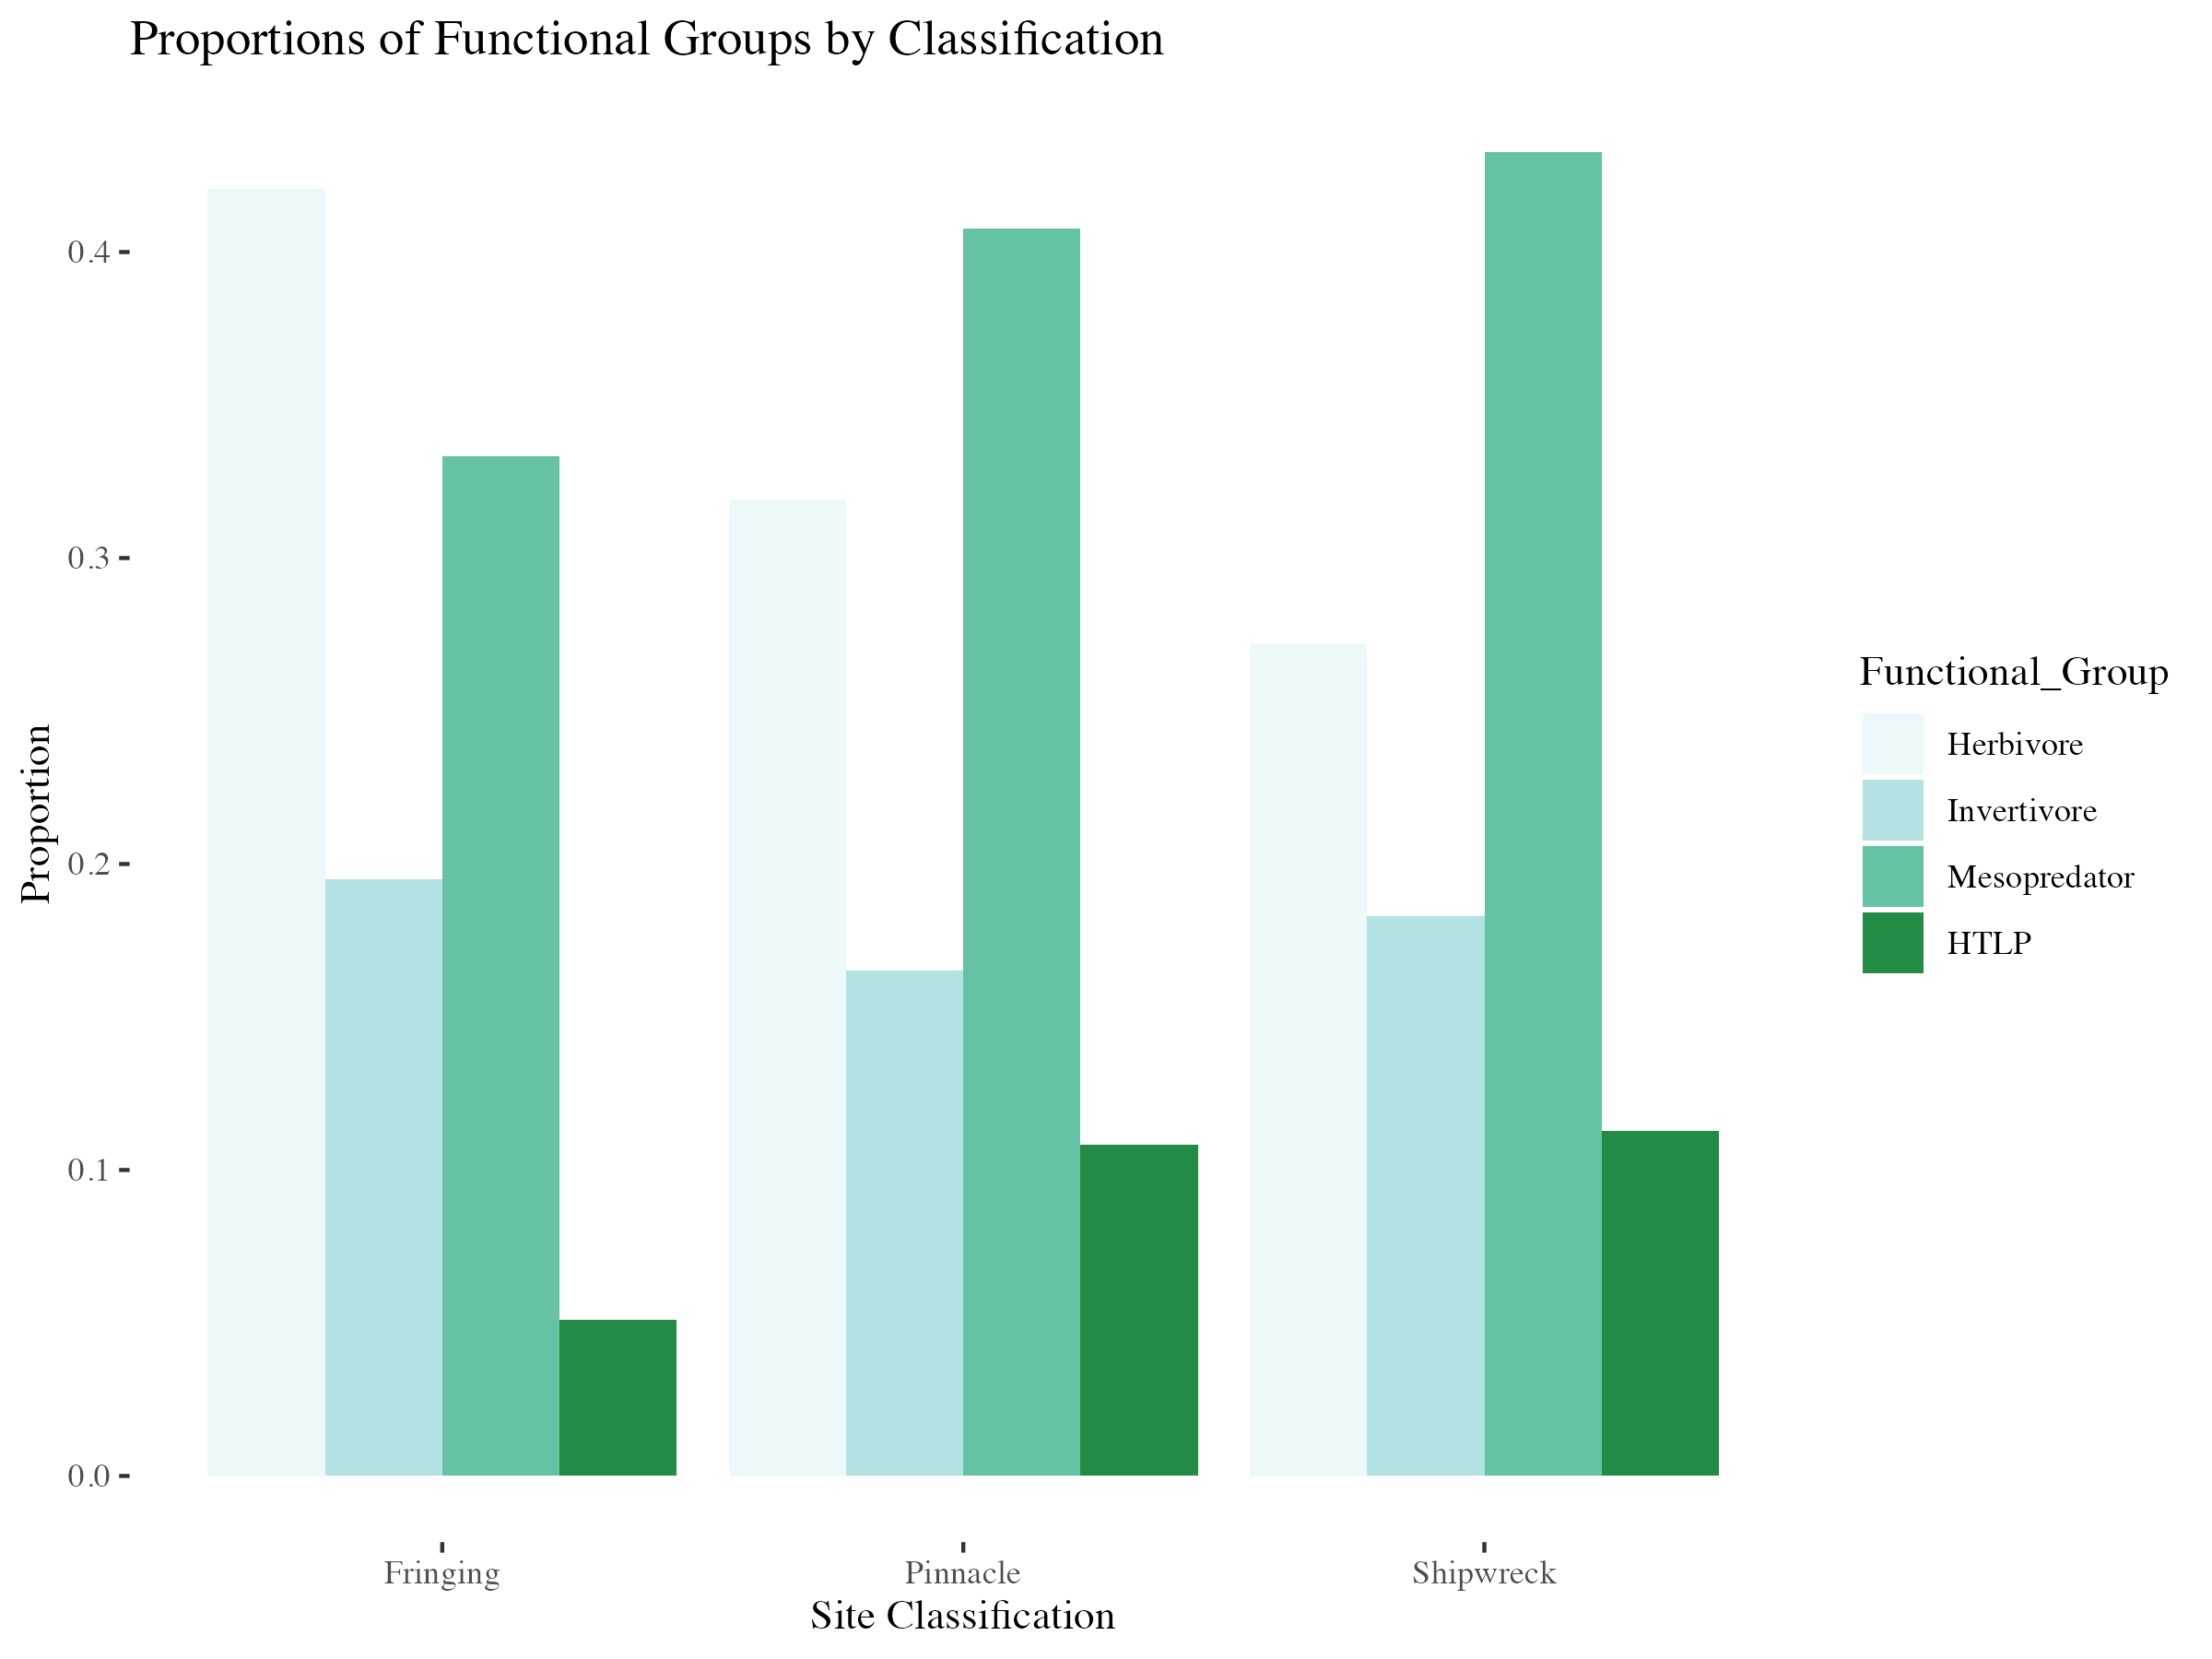 Proportions of Functional Groups by Classification
0.4
0.3
0.2
0.1
0.0
Proportion
Fringing Pinnacle Shipwreck
Site Classification
Functional_Group
Herbivore
Invertivore
Mesopredator
HTLP